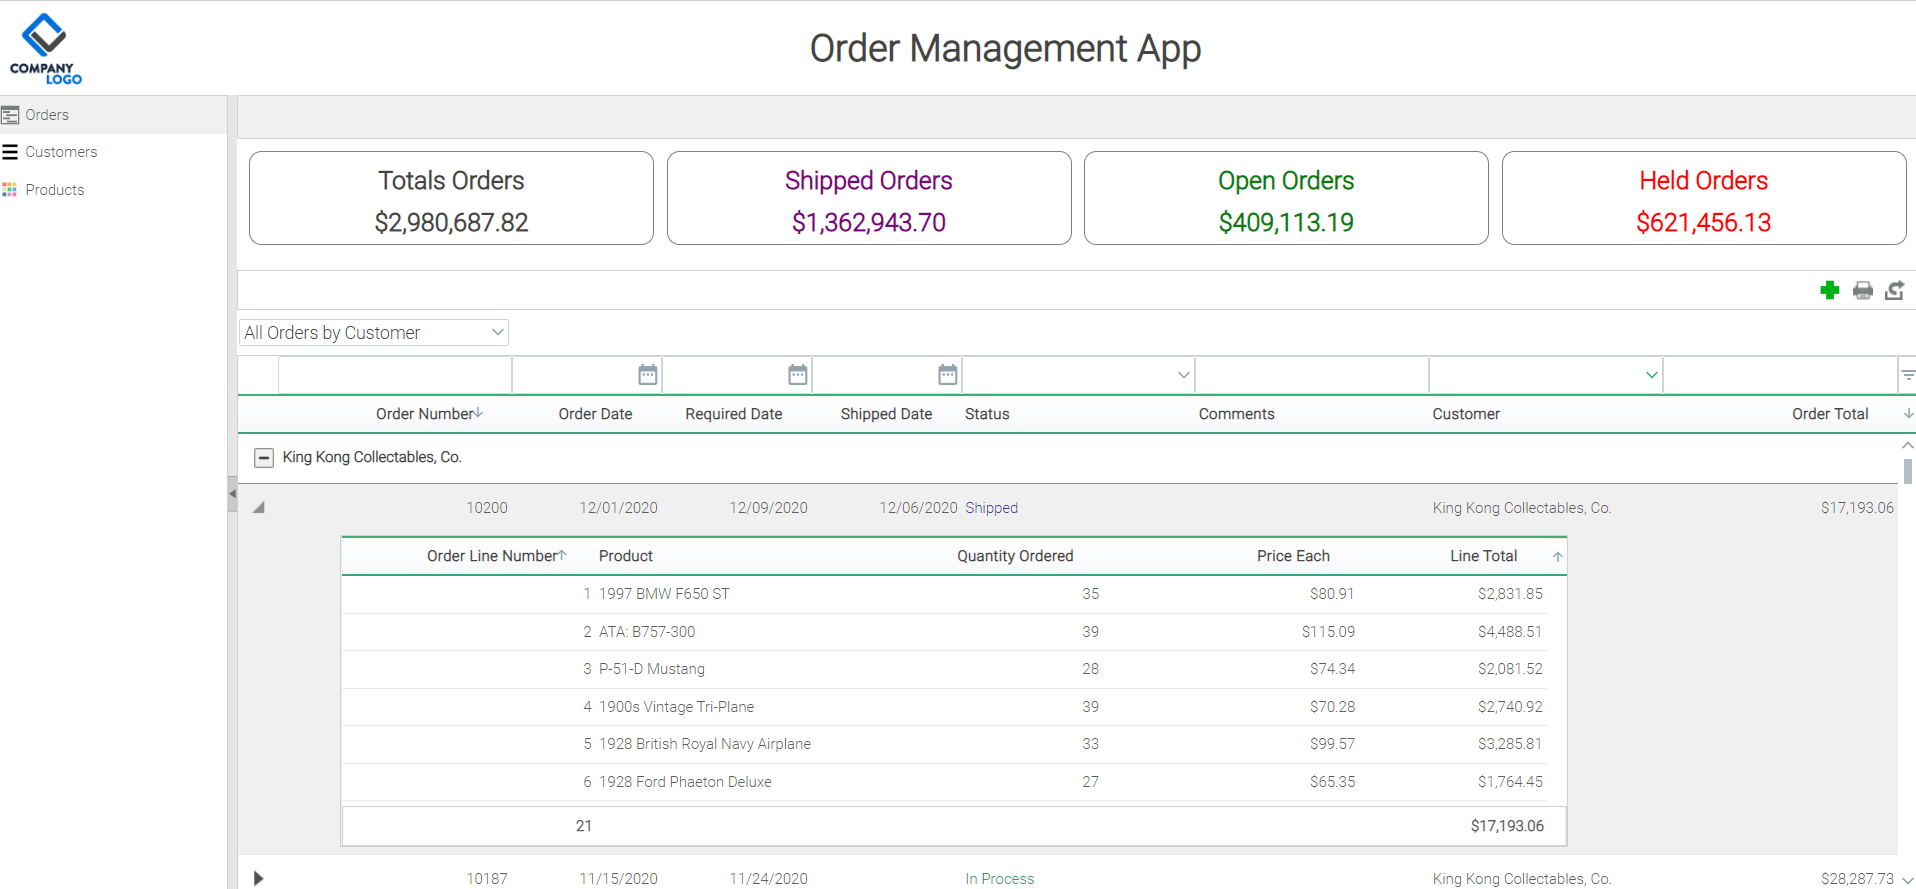 COMPANY
LOGO
Order Management App
Orders
Customers
Products
Totals Orders
$2,980,687.82
Shipped Orders
$1,362,943.70
Open Orders
$409,113.19
Held Orders
$621,456.13
All Orders by Customer
Order Number Order Date Required Date Shipped Date Status Comments Customer Order Total
King Kong Collectables, Co.
10200 12/01/2020 12/09/2020 12/06/2020 Shipped King Kong Collectables, Co. $17,193.06
Order Line Number Product Quantity Ordered Price Each Line Total
1 1997 BMW F650 ST 35 $80.91 $2,831.85
2 ATA: B757-300 39 $115.09 $4,488.51
3 P-51-D Mustang 28 $74.34 $2,081.52
4 1900s Vintage Tri-Plane 39 $70.28 $2,740.92
5 1928 British Royal Navy Airplane 33 $99.57 $3,285.81
6 1928 Ford Phaeton Deluxe 27 $65.35 $1,764.45
21 $17,193.06
10187 11/15/2020 11/24/2020 In Process King Kong Collectables, Co. $28,287.73